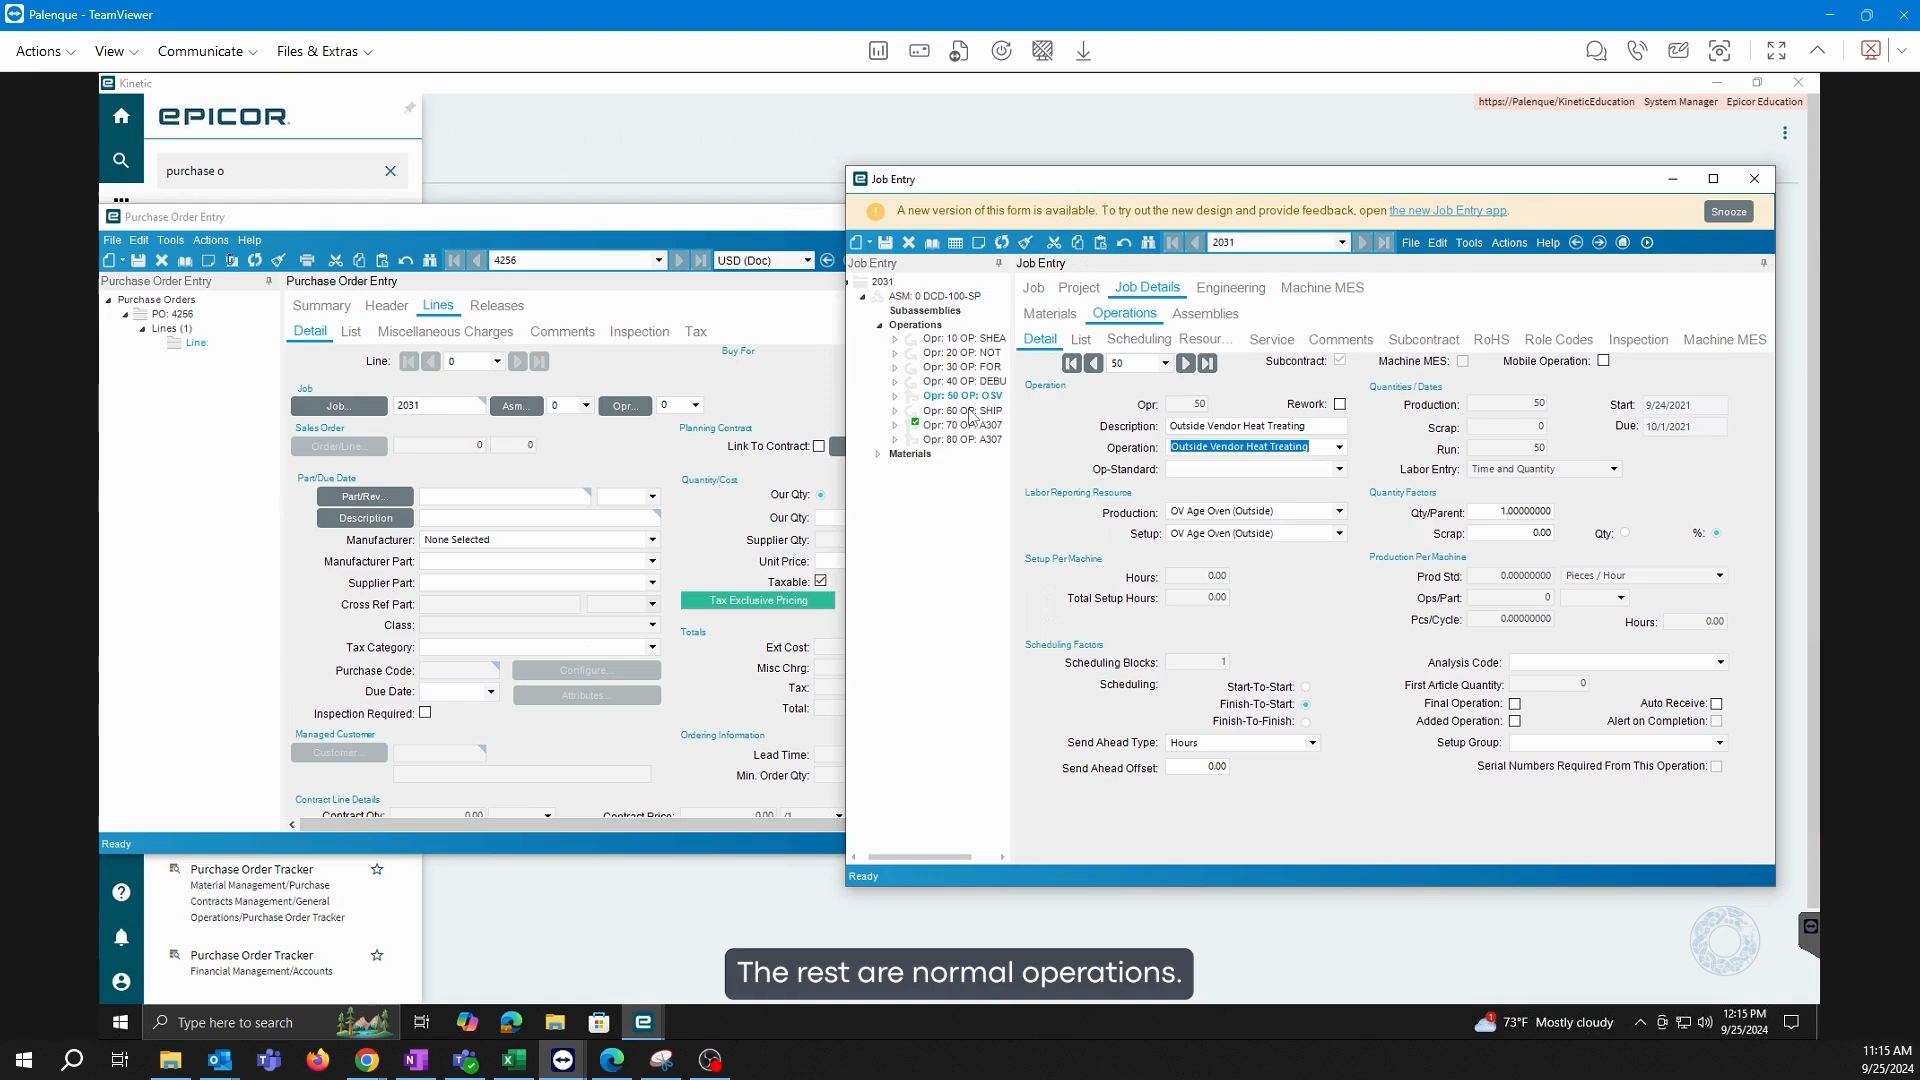 Palenque - TeamViewer
Actions View Communicate Files & Extras
Kinetic
https://Palenque/KineticEducation System Manager Epicor Education
EPICOR
purchase o
Purchase Order Entry
File Edit Tools Actions Help
4256 USD (Doc)
Purchase Order Entry
Purchase Orders
PO: 4256
Lines (1)
Line:
Purchase Order Entry
Summary Header Lines Releases
Detail List Miscellaneous Charges Comments Inspection Tax
Line: 0
Buy For
Job
Job... 2031 Asm... 0 Opr... 0
Sales Order
Order/Line... 0 0
Planning Contract
Link To Contract:
Part/Due Date
Part/Rev...
Description
Manufacturer: None Selected
Manufacturer Part:
Supplier Part:
Cross Ref Part:
Class:
Tax Category:
Purchase Code: Configure...
Due Date: Attributes...
Inspection Required:
Managed Customer
Customer...
Contract Line Details
Contract Qty: 0.00 Contract Price: 0.00 /1
Quantity/Cost
Our Qty:
Our Qty:
Supplier Qty:
Unit Price:
Taxable:
Tax Exclusive Pricing
Totals
Ext Cost:
Misc Chrg:
Tax:
Total:
Ordering Information
Lead Time:
Min. Order Qty:
Ready
Purchase Order Tracker
Material Management/Purchase
Contracts Management/General
Operations/Purchase Order Tracker
Purchase Order Tracker
Financial Management/Accounts
Job Entry
A new version of this form is available. To try out the new design and provide feedback, open the new Job Entry app.
Snooze
2031 File Edit Tools Actions Help
Job Entry
2031
ASM: 0 DCD-100-SP
Subassemblies
Operations
Opr: 10 OP: SHEA
Opr: 20 OP: NOT
Opr: 30 OP: FOR
Opr: 40 OP: DEBU
Opr: 50 OP: OSV
Opr: 60 OP: SHIP
Opr: 70 OP: A307
Opr: 80 OP: A307
Materials
Job Entry
Job Project Job Details Engineering Machine MES
Materials Operations Assemblies
Detail List Scheduling Resour... Service Comments Subcontract RoHS Role Codes Inspection Machine MES
50 Subcontract: Machine MES: Mobile Operation:
Operation
Opr: 50 Rework:
Description: Outside Vendor Heat Treating
Operation: Outside Vendor Heat Treating
Op-Standard:
Labor Reporting Resource
Production: OV Age Oven (Outside)
Setup: OV Age Oven (Outside)
Setup Per Machine
Hours: 0.00
Total Setup Hours: 0.00
Scheduling Factors
Scheduling Blocks: 1
Scheduling:
Start-To-Start:
Finish-To-Start:
Finish-To-Finish:
Send Ahead Type: Hours
Send Ahead Offset: 0.00
Quantities / Dates
Production: 50 Start: 9/24/2021
Scrap: 0 Due: 10/1/2021
Run: 50
Labor Entry: Time and Quantity
Quantity Factors
Qty/Parent: 1.00000000
Scrap: 0.00 Qty: %:
Production Per Machine
Prod Std: 0.00000000 Pieces / Hour
Ops/Part: 0
Pcs/Cycle: 0.00000000 Hours: 0.00
Analysis Code:
First Article Quantity: 0
Final Operation: Auto Receive:
Added Operation: Alert on Completion:
Setup Group:
Serial Numbers Required From This Operation:
Ready
The rest are normal operations.
Type here to search
73°F Mostly cloudy
12:15 PM
9/25/2024
11:15 AM
9/25/2024